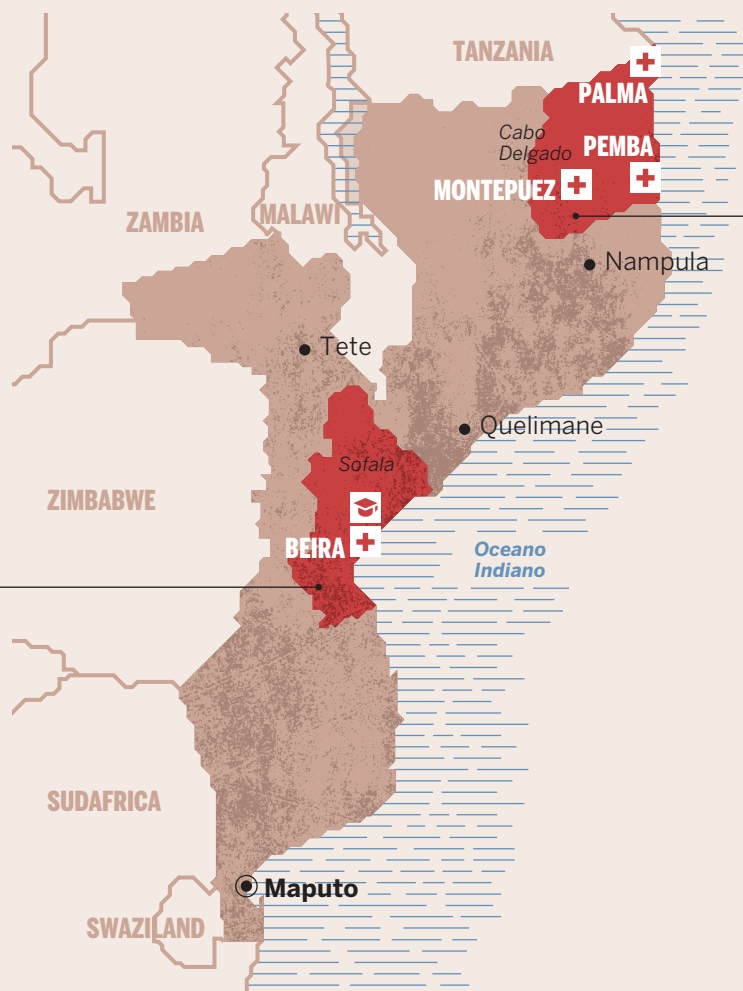 TANZANIA
PALMA
Cabo
Delgado
PEMBA
MONTEPUEZ
ZAMBIA
MALAWI
Nampula
Tete
Quelimane
Sofala
ZIMBABWE
BEIRA
Oceano
Indiano
SUDAFRICA
Maputo
SWAZILAND